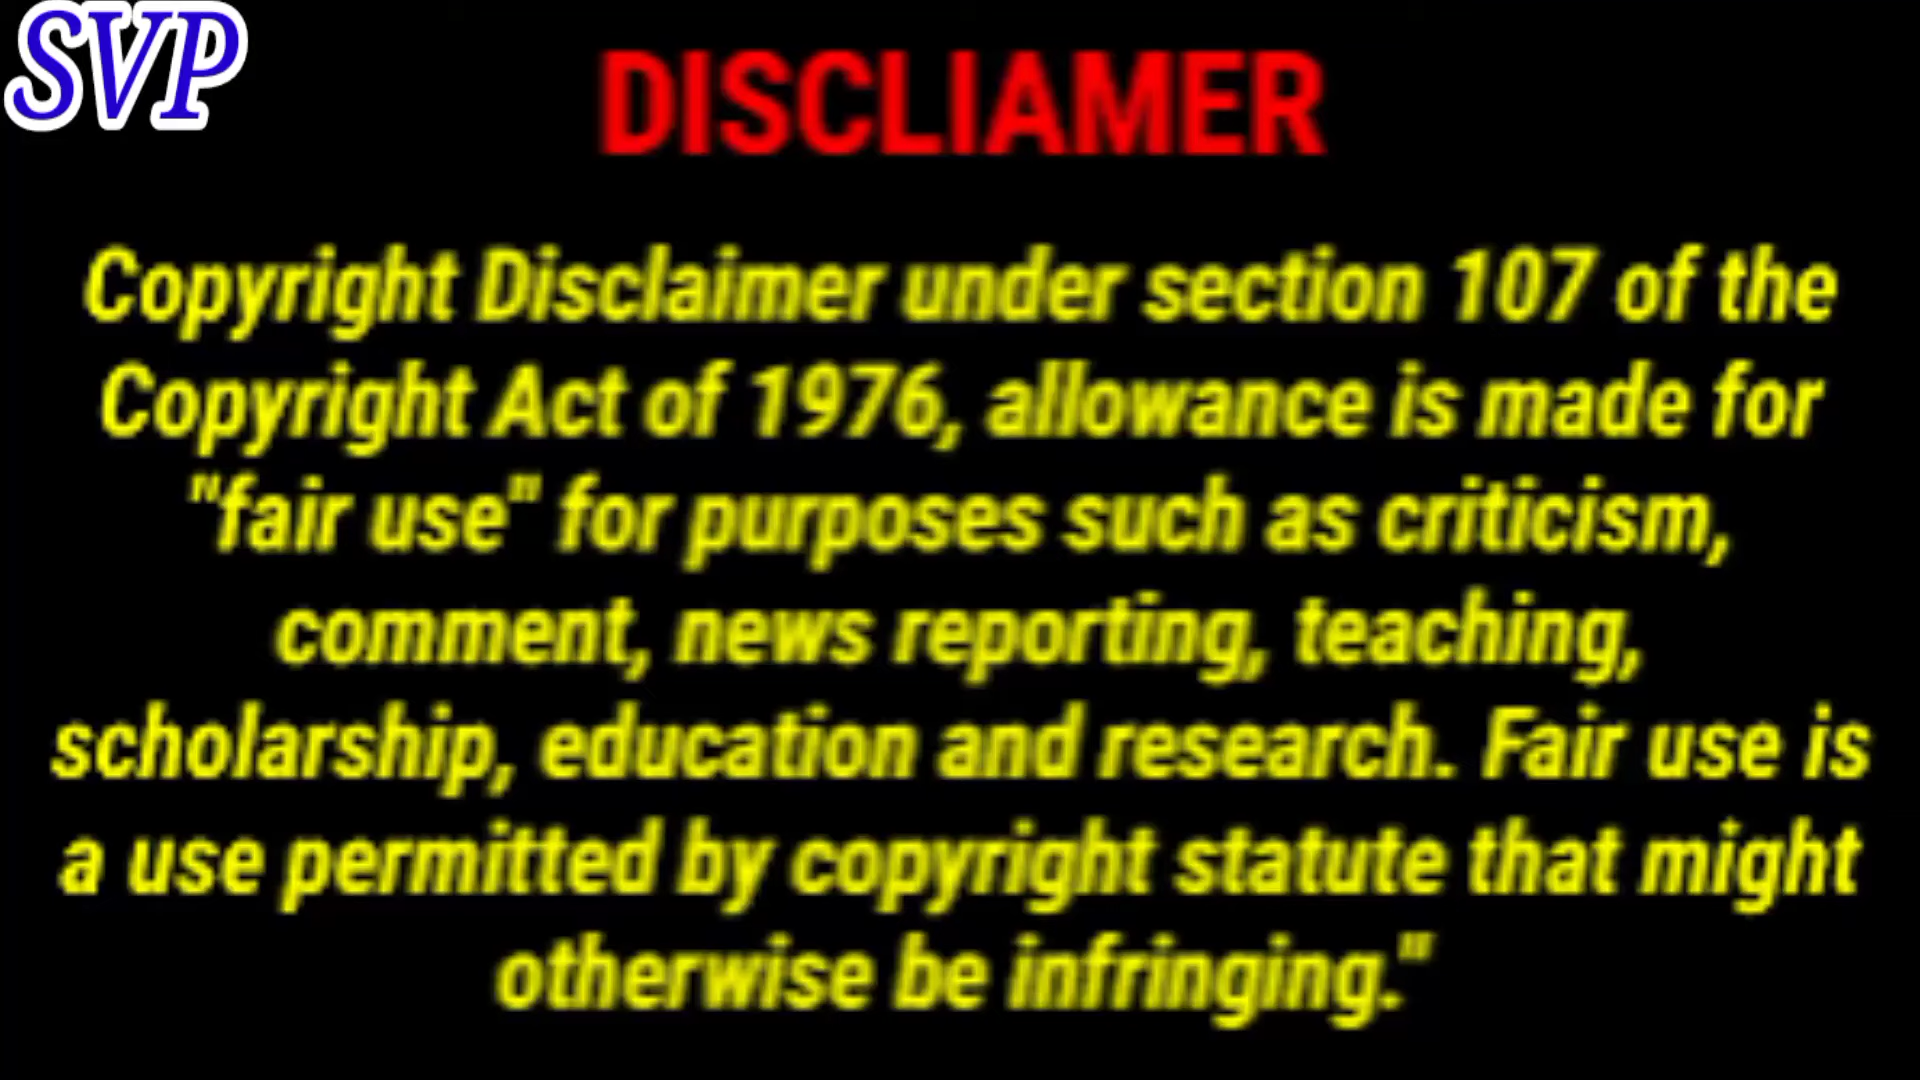 SVP
DISCLIAMER
Copyright Disclaimer under section 107 of the
Copyright Act of 1976, allowance is made for
"fair use" for purposes such as criticism,
comment, news reporting, teaching,
scholarship, education and research. Fair use is
a use permitted by copyright statute that might
otherwise be infringing."